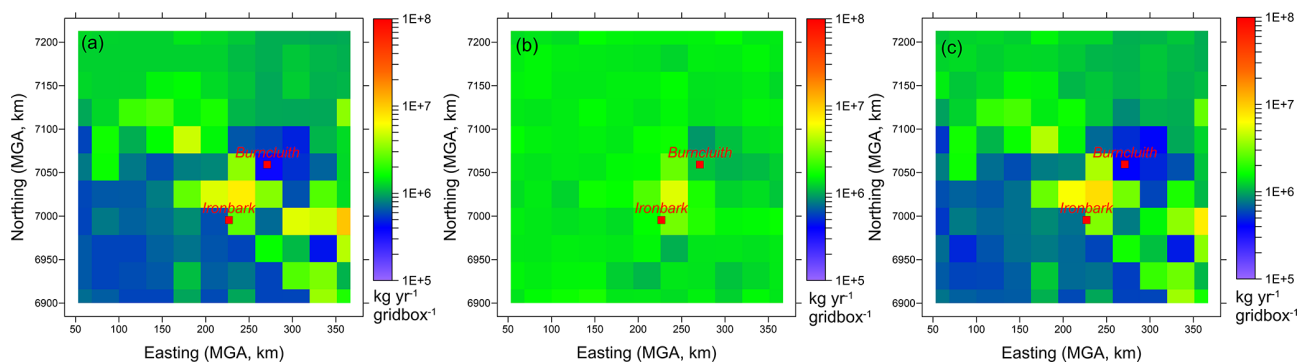 (a)
Northing (MGA, km)
7200
7150
7100
7050
7000
6950
6900
50 100 150 200 250 300 350
Easting (MGA, km)
Burncluith
Ironbark
1E+8
1E+7
1E+6
1E+5
kg yr⁻¹
gridbox⁻¹
(b)
7200
7150
7100
7050
7000
6950
6900
50 100 150 200 250 300 350
Easting (MGA, km)
Burncluith
Ironbark
1E+8
1E+7
1E+6
1E+5
kg yr⁻¹
gridbox⁻¹
(c)
Northing (MGA, km)
7200
7150
7100
7050
7000
6950
6900
50 100 150 200 250 300 350
Easting (MGA, km)
Burncluith
Ironbark
1E+8
1E+7
1E+6
1E+5
kg yr⁻¹
gridbox⁻¹